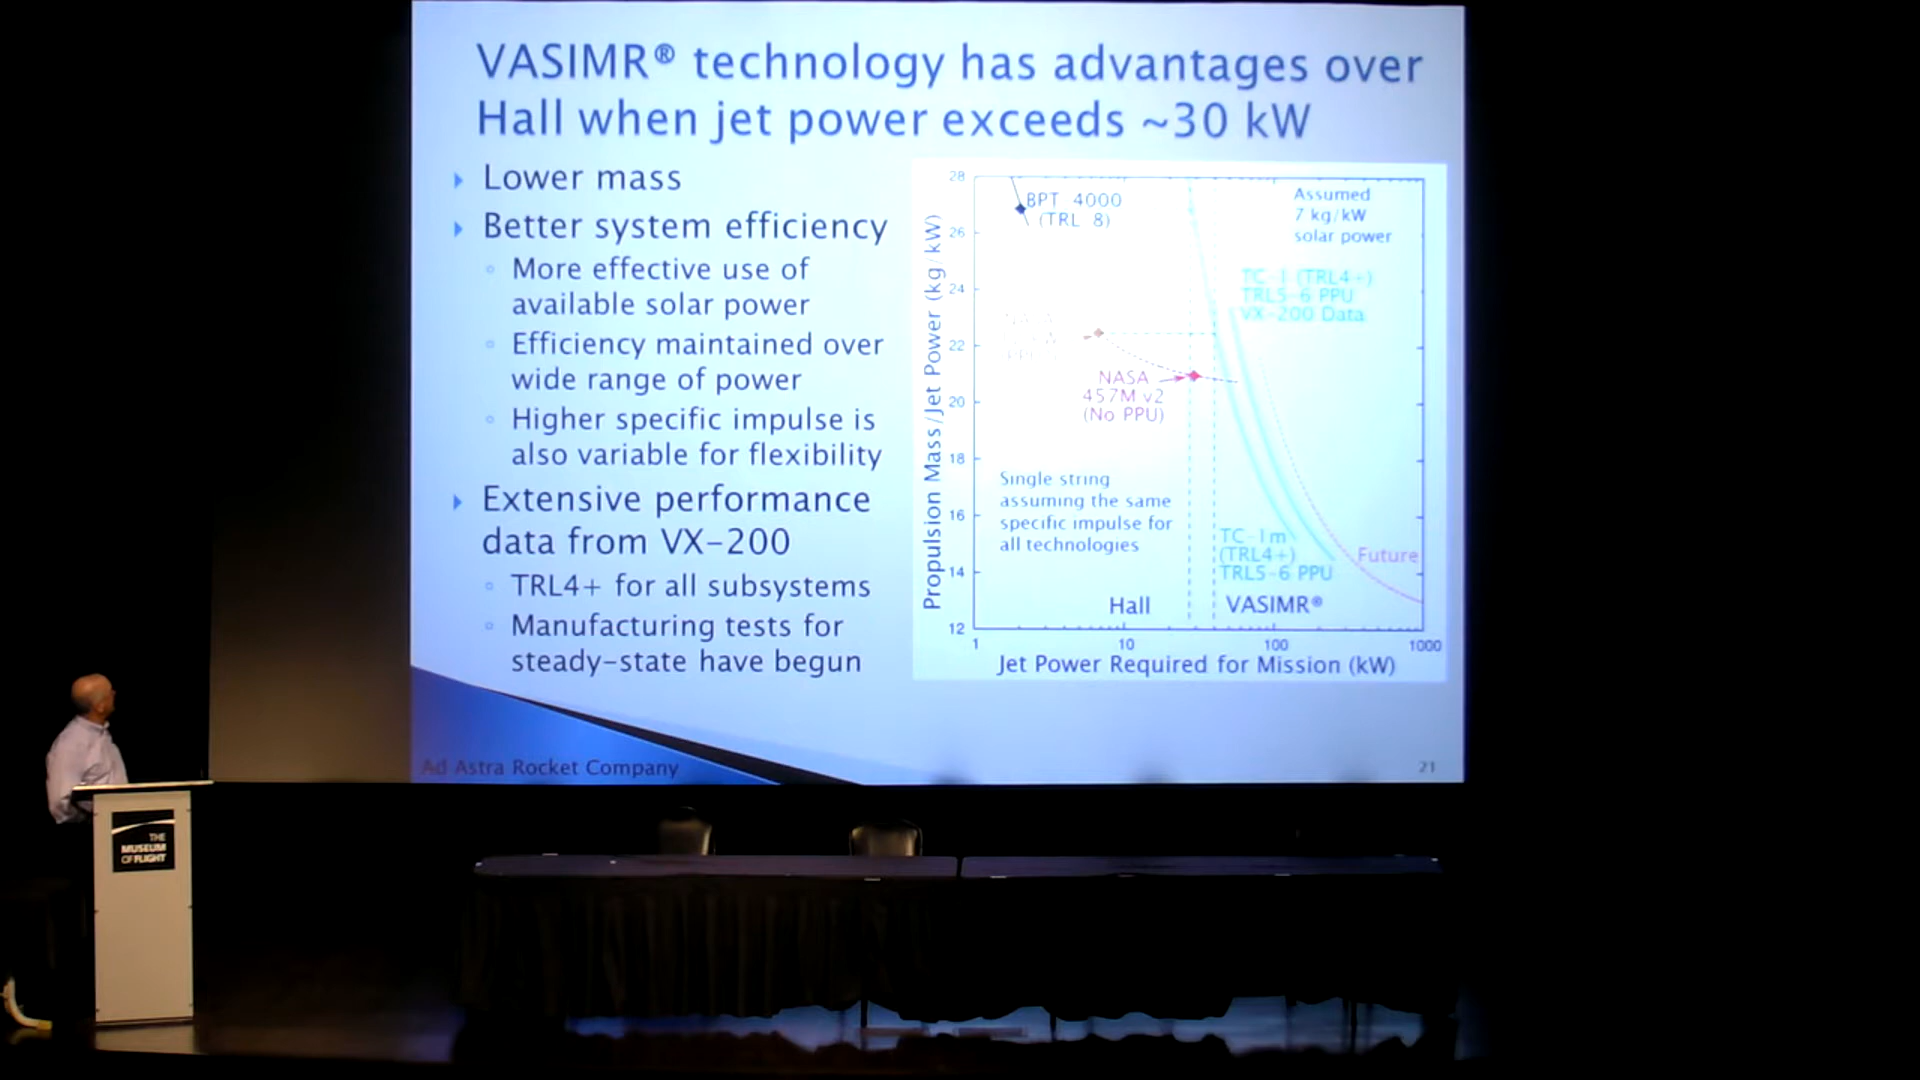 VASIMR® technology has advantages over
Hall when jet power exceeds ~30 kW
Lower mass
Better system efficiency
More effective use of
available solar power
Efficiency maintained over
wide range of power
Higher specific impulse is
also variable for flexibility
Extensive performance
data from VX-200
TRL4+ for all subsystems
Manufacturing tests for
steady-state have begun
Propulsion Mass/Jet Power (kg/kW)
28
26
24
22
20
18
16
14
12
BPT 4000
(TRL 8)
Assumed
7 kg/kW
solar power
TC-1 (TRL4+)
TRL5-6 PPU
VX-200 Data
NASA
457M v2
(No PPU)
Single string
assuming the same
specific impulse for
all technologies
TC-1m
(TRL4+)
TRL5-6 PPU
Future
Hall
VASIMR®
1
10
100
1000
Jet Power Required for Mission (kW)
Ad Astra Rocket Company
21
THE
MUSEUM
OF FLIGHT